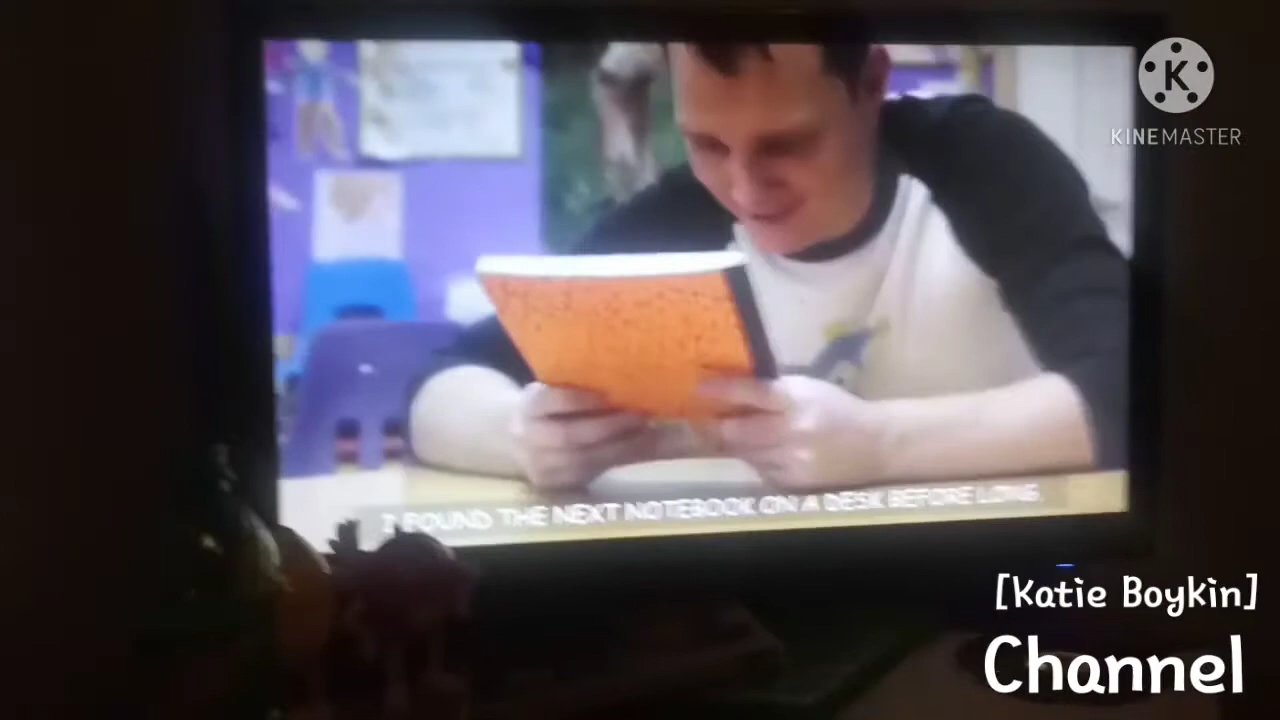 KINEMASTER
I FOUND THE NEXT NOTEBOOK ON A DESK BEFORE LONG.
[Katie Boykin]
Channel